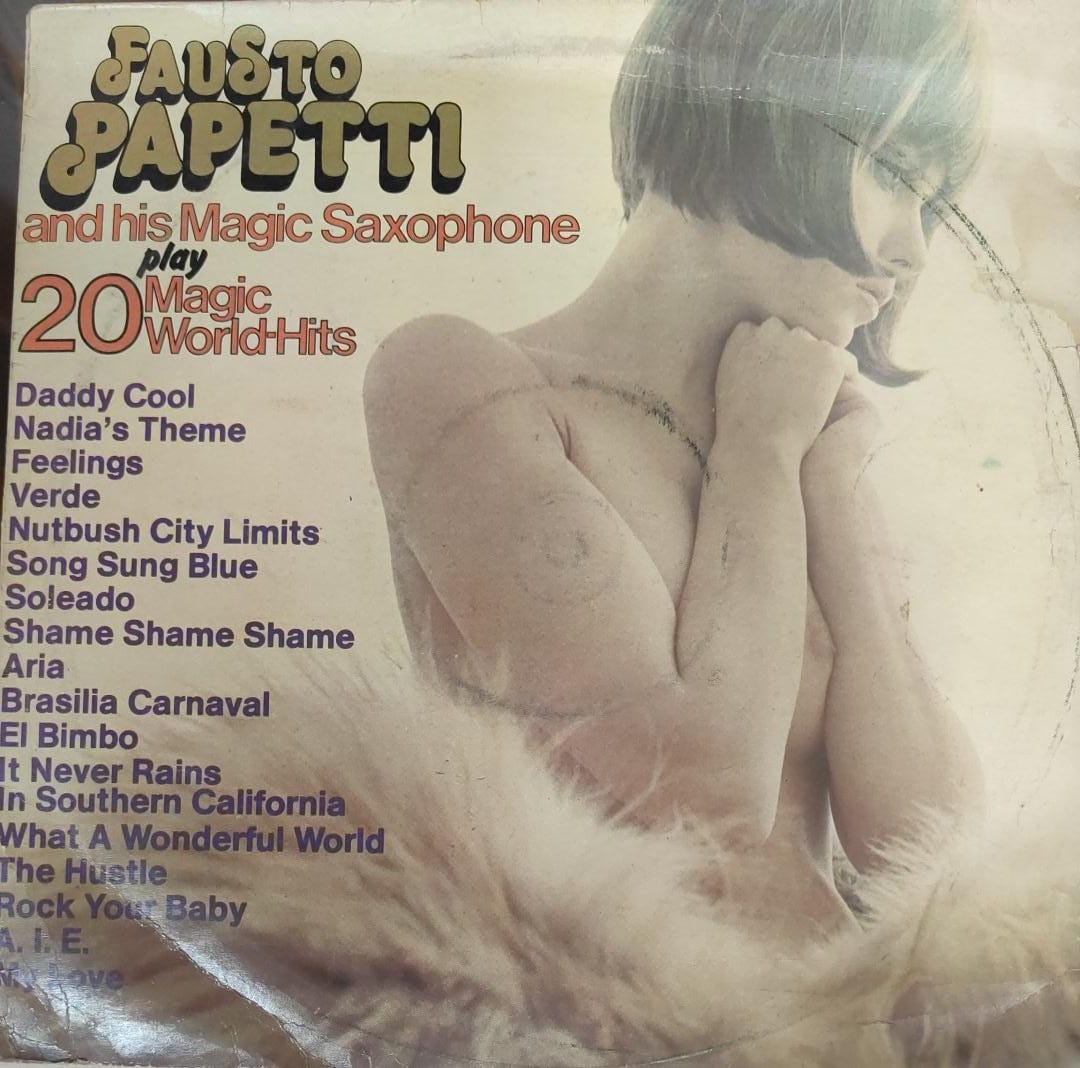 FAUSTO
PAPETTI
and his Magic Saxophone
play
20 Magic
World-Hits
Daddy Cool
Nadia's Theme
Feelings
Verde
Nutbush City Limits
Song Sung Blue
Soleado
Shame Shame Shame
Aria
Brasilia Carnaval
El Bimbo
It Never Rains
In Southern California
What A Wonderful World
The Hustle
Rock Your Baby
A. I. E.
My Love